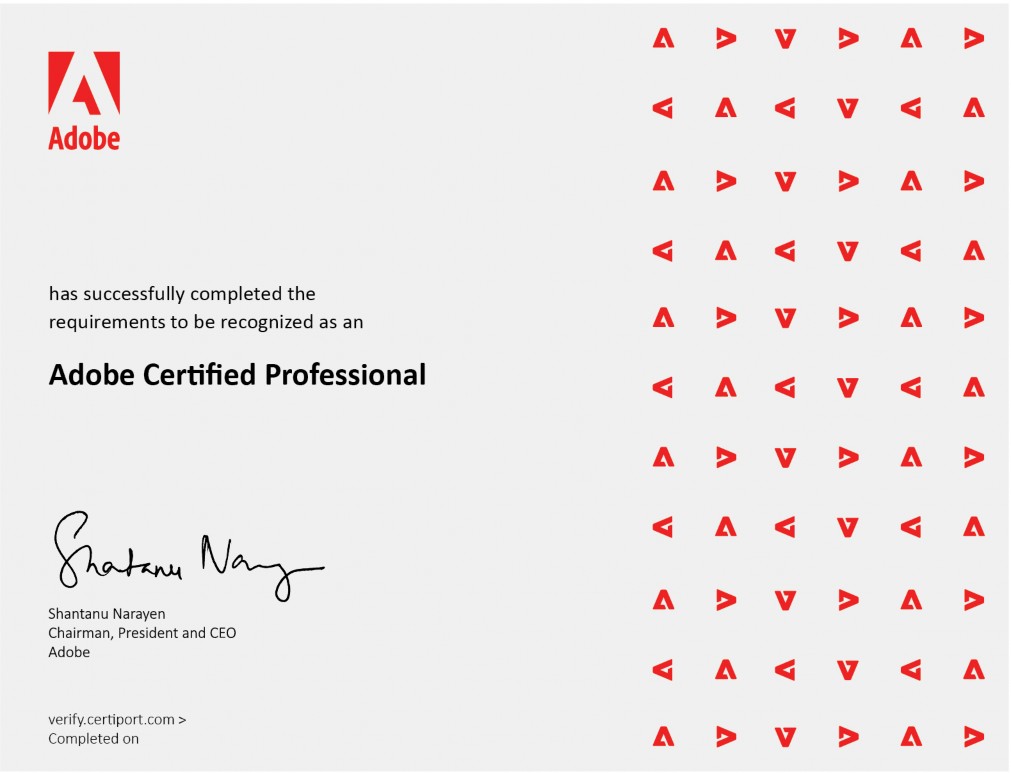 Adobe
has successfully completed the
requirements to be recognized as an
Adobe Certified Professional
Shantanu Narayen
Shantanu Narayen
Chairman, President and CEO
Adobe
verify.certiport.com >
Completed on